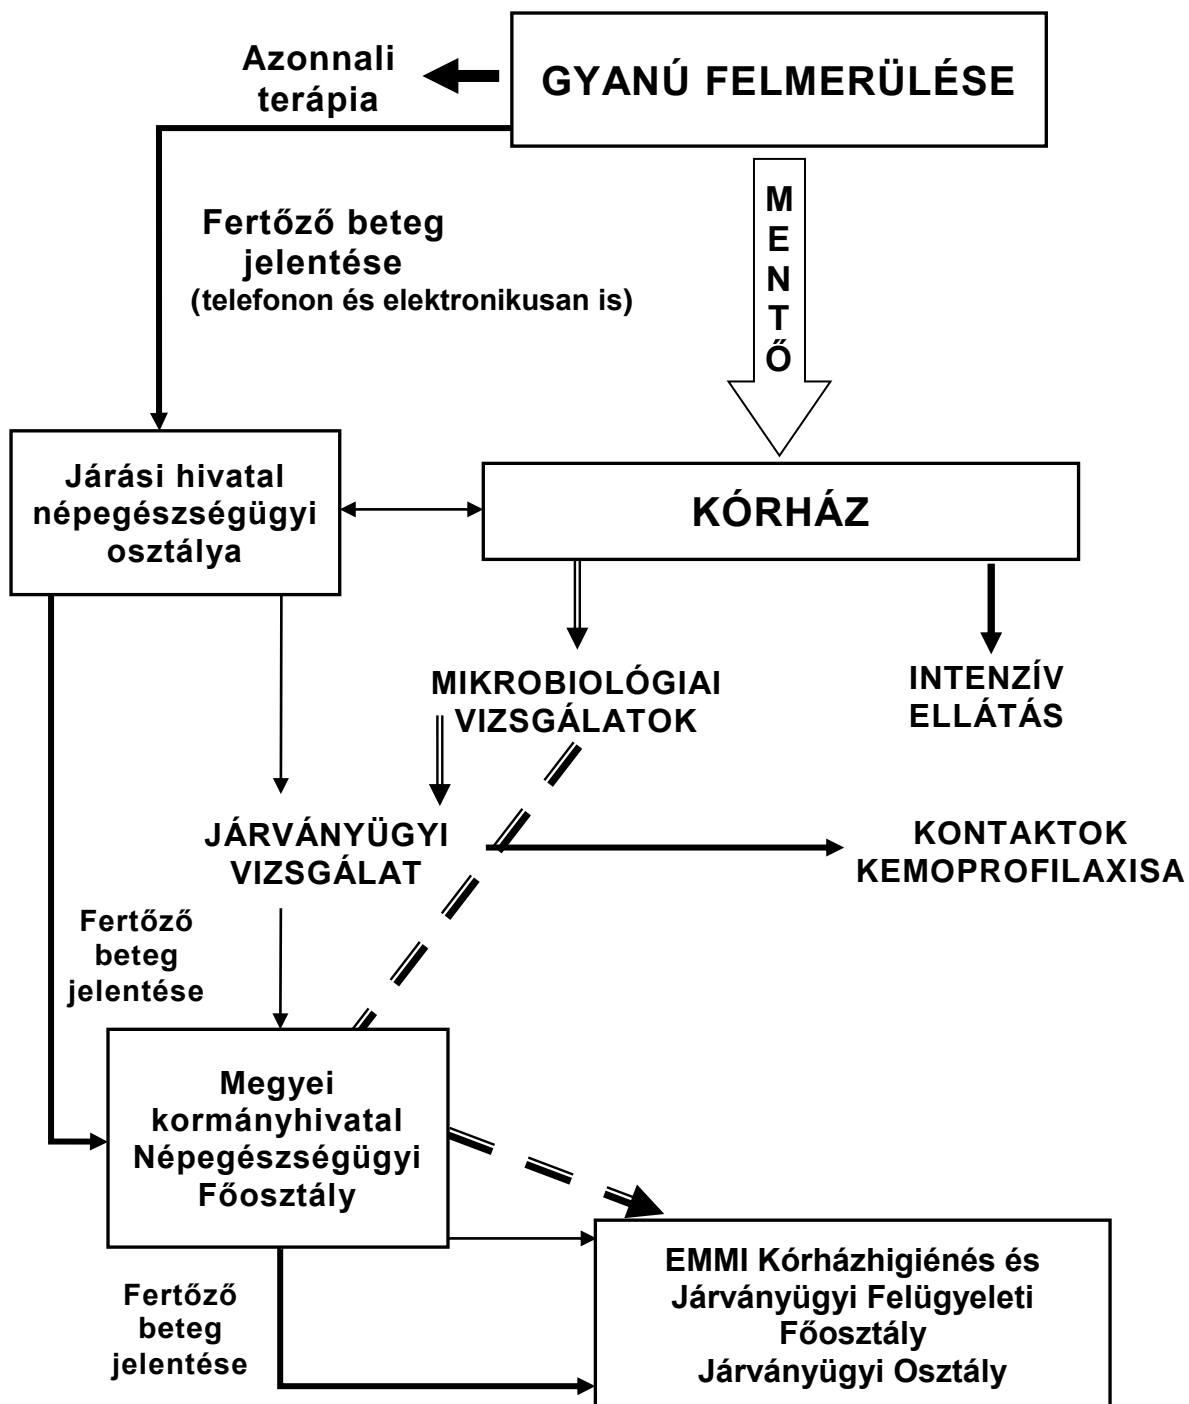 Azonnali
terápia
GYANÚ FELMERÜLÉSE
MENTŐ
Fertőző beteg
jelentése
(telefonon és elektronikusan is)
Járási hivatal
népegészségügyi
osztálya
KÓRHÁZ
MIKROBIOLÓGIAI
VIZSGÁLATOK
INTENZÍV
ELLÁTÁS
JÁRVÁNYÜGYI
VIZSGÁLAT
KONTAKTOK
KEMOPROFILAXISA
Fertőző
beteg
jelentése
Megyei
kormányhivatal
Népegészségügyi
Főosztály
Fertőző
beteg
jelentése
EMMI Kórházhigiénés és
Járványügyi Felügyeleti
Főosztály
Járványügyi Osztály